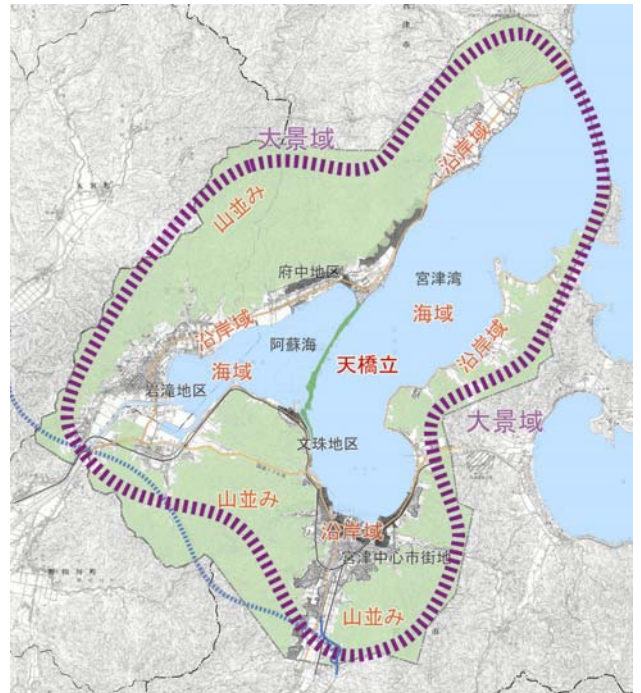 大景域
沿岸域
山並み
府中地区
宮津湾
海域
沿岸域
阿蘇海
沿岸域
海域
天橋立
岩滝地区
大景域
文珠地区
山並み
沿岸域
宮津中心市街地
山並み